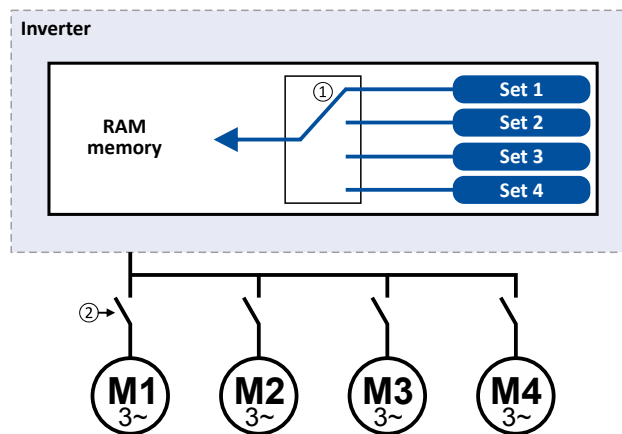 Inverter
①
Set 1
RAM
memory
Set 2
Set 3
Set 4
②
M1
3~
M2
3~
M3
3~
M4
3~